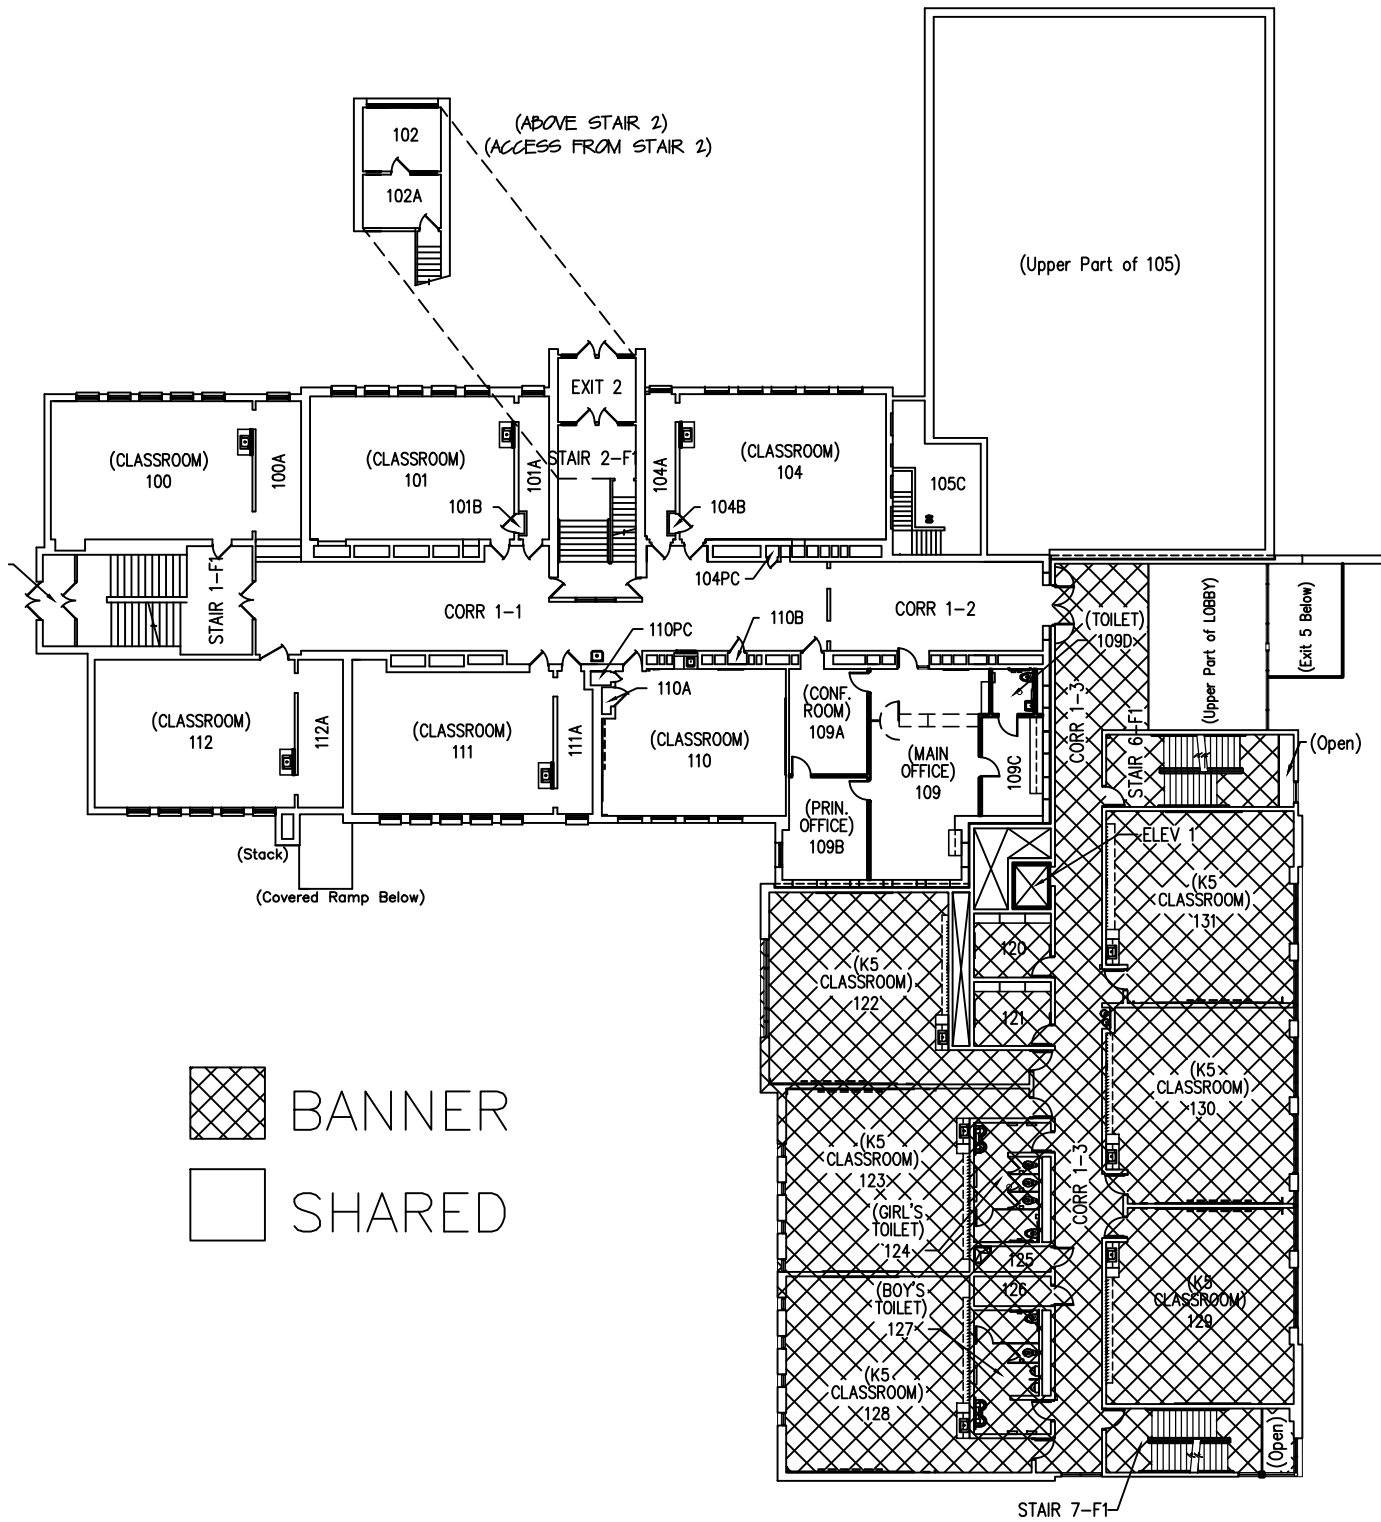 (ABOVE STAIR 2)
(ACCESS FROM STAIR 2)
102
102A
(Upper Part of 105)
EXIT 2
(CLASSROOM)
100
100A
(CLASSROOM)
101
101A
101B
STAIR 2-F1
104A
104B
(CLASSROOM)
104
105C
104PC
STAIR 1-F1
CORR 1-1
CORR 1-2
110PC
110B
110A
(TOILET)
109D
(Upper Part of LOBBY)
(Exit 5 Below)
(CLASSROOM)
112
112A
(CLASSROOM)
111
111A
(CLASSROOM)
110
(CONF.
ROOM)
109A
(MAIN
OFFICE)
109
109C
(PRIN.
OFFICE)
109B
CORR 1-3
STAIR 6-F1
(Open)
(Stack)
(Covered Ramp Below)
ELEV 1
(K5
CLASSROOM)
131
120
121
(K5
CLASSROOM)
122
(K5
CLASSROOM)
130
(K5
CLASSROOM)
123
(GIRL'S
TOILET)
124
125
126
CORR 1-3
(BOY'S
TOILET)
127
(K5
CLASSROOM)
129
(K5
CLASSROOM)
128
(Open)
STAIR 7-F1
BANNER
SHARED